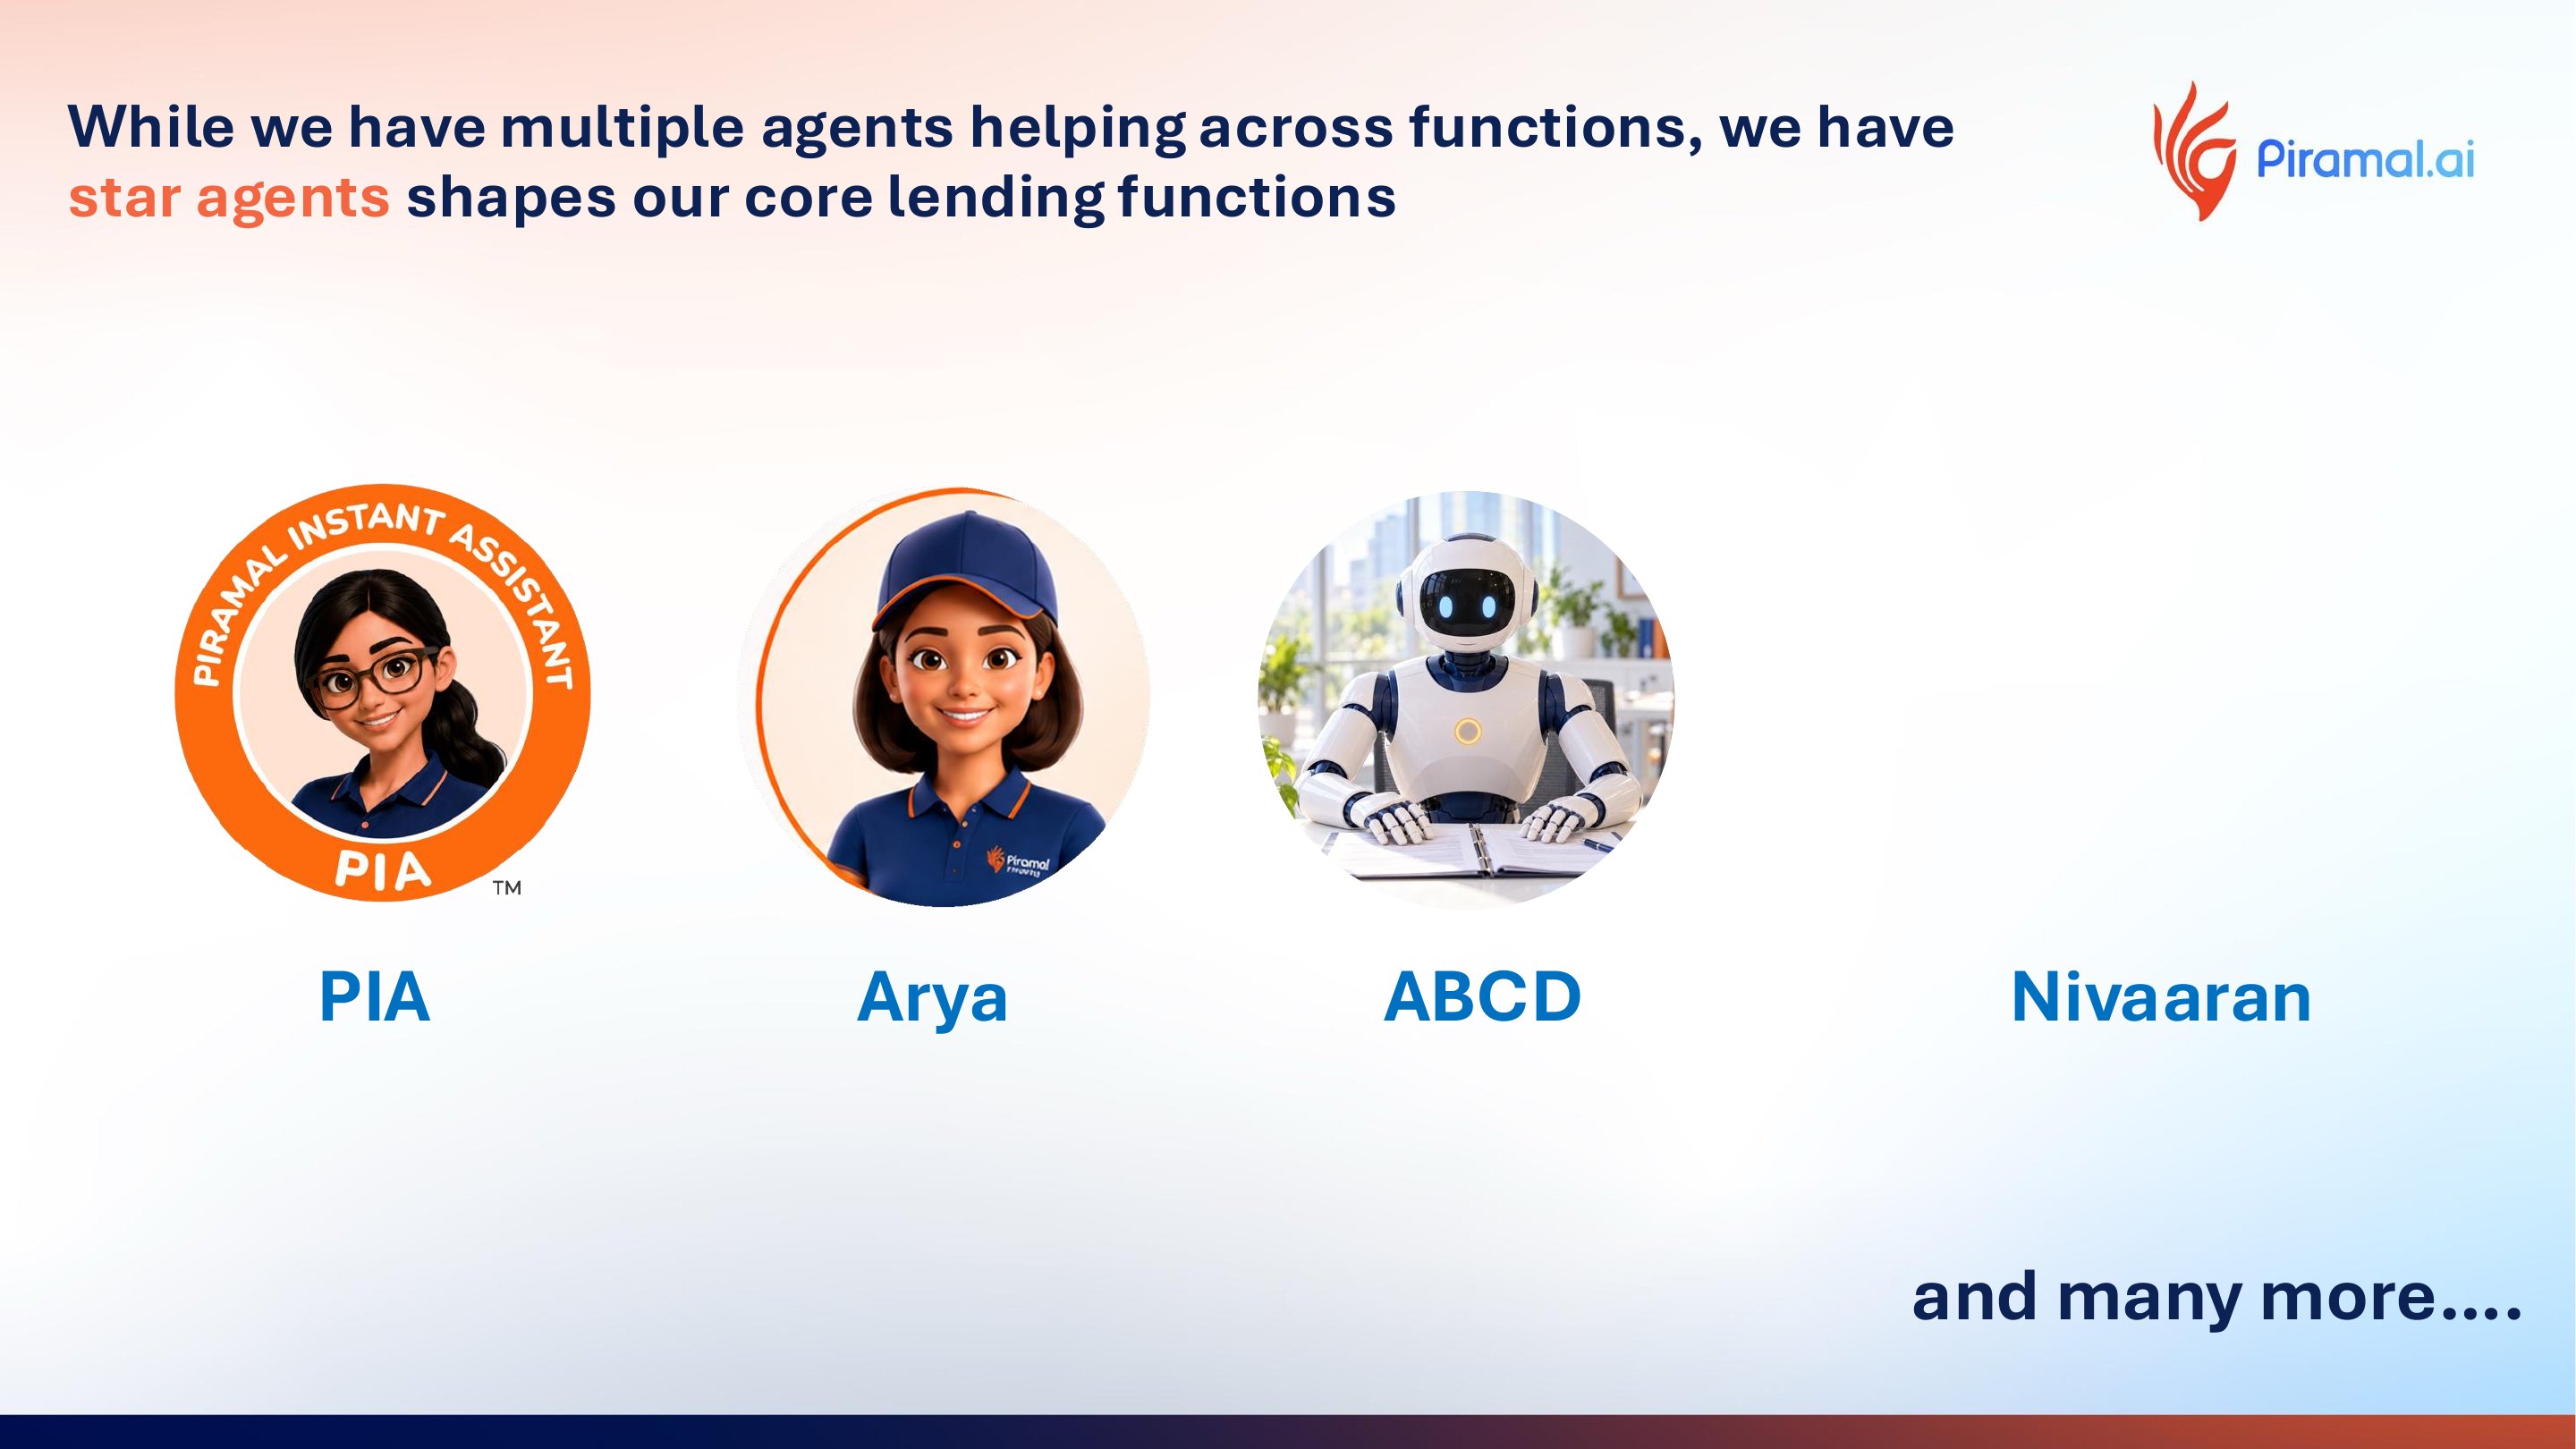 While we have multiple agents helping across functions, we have
star agents shapes our core lending functions
Piramal.ai
PIRAMAL INSTANT ASSISTANT
PIA
TM
Piramal
PIA
Arya
ABCD
Nivaaran
and many more....